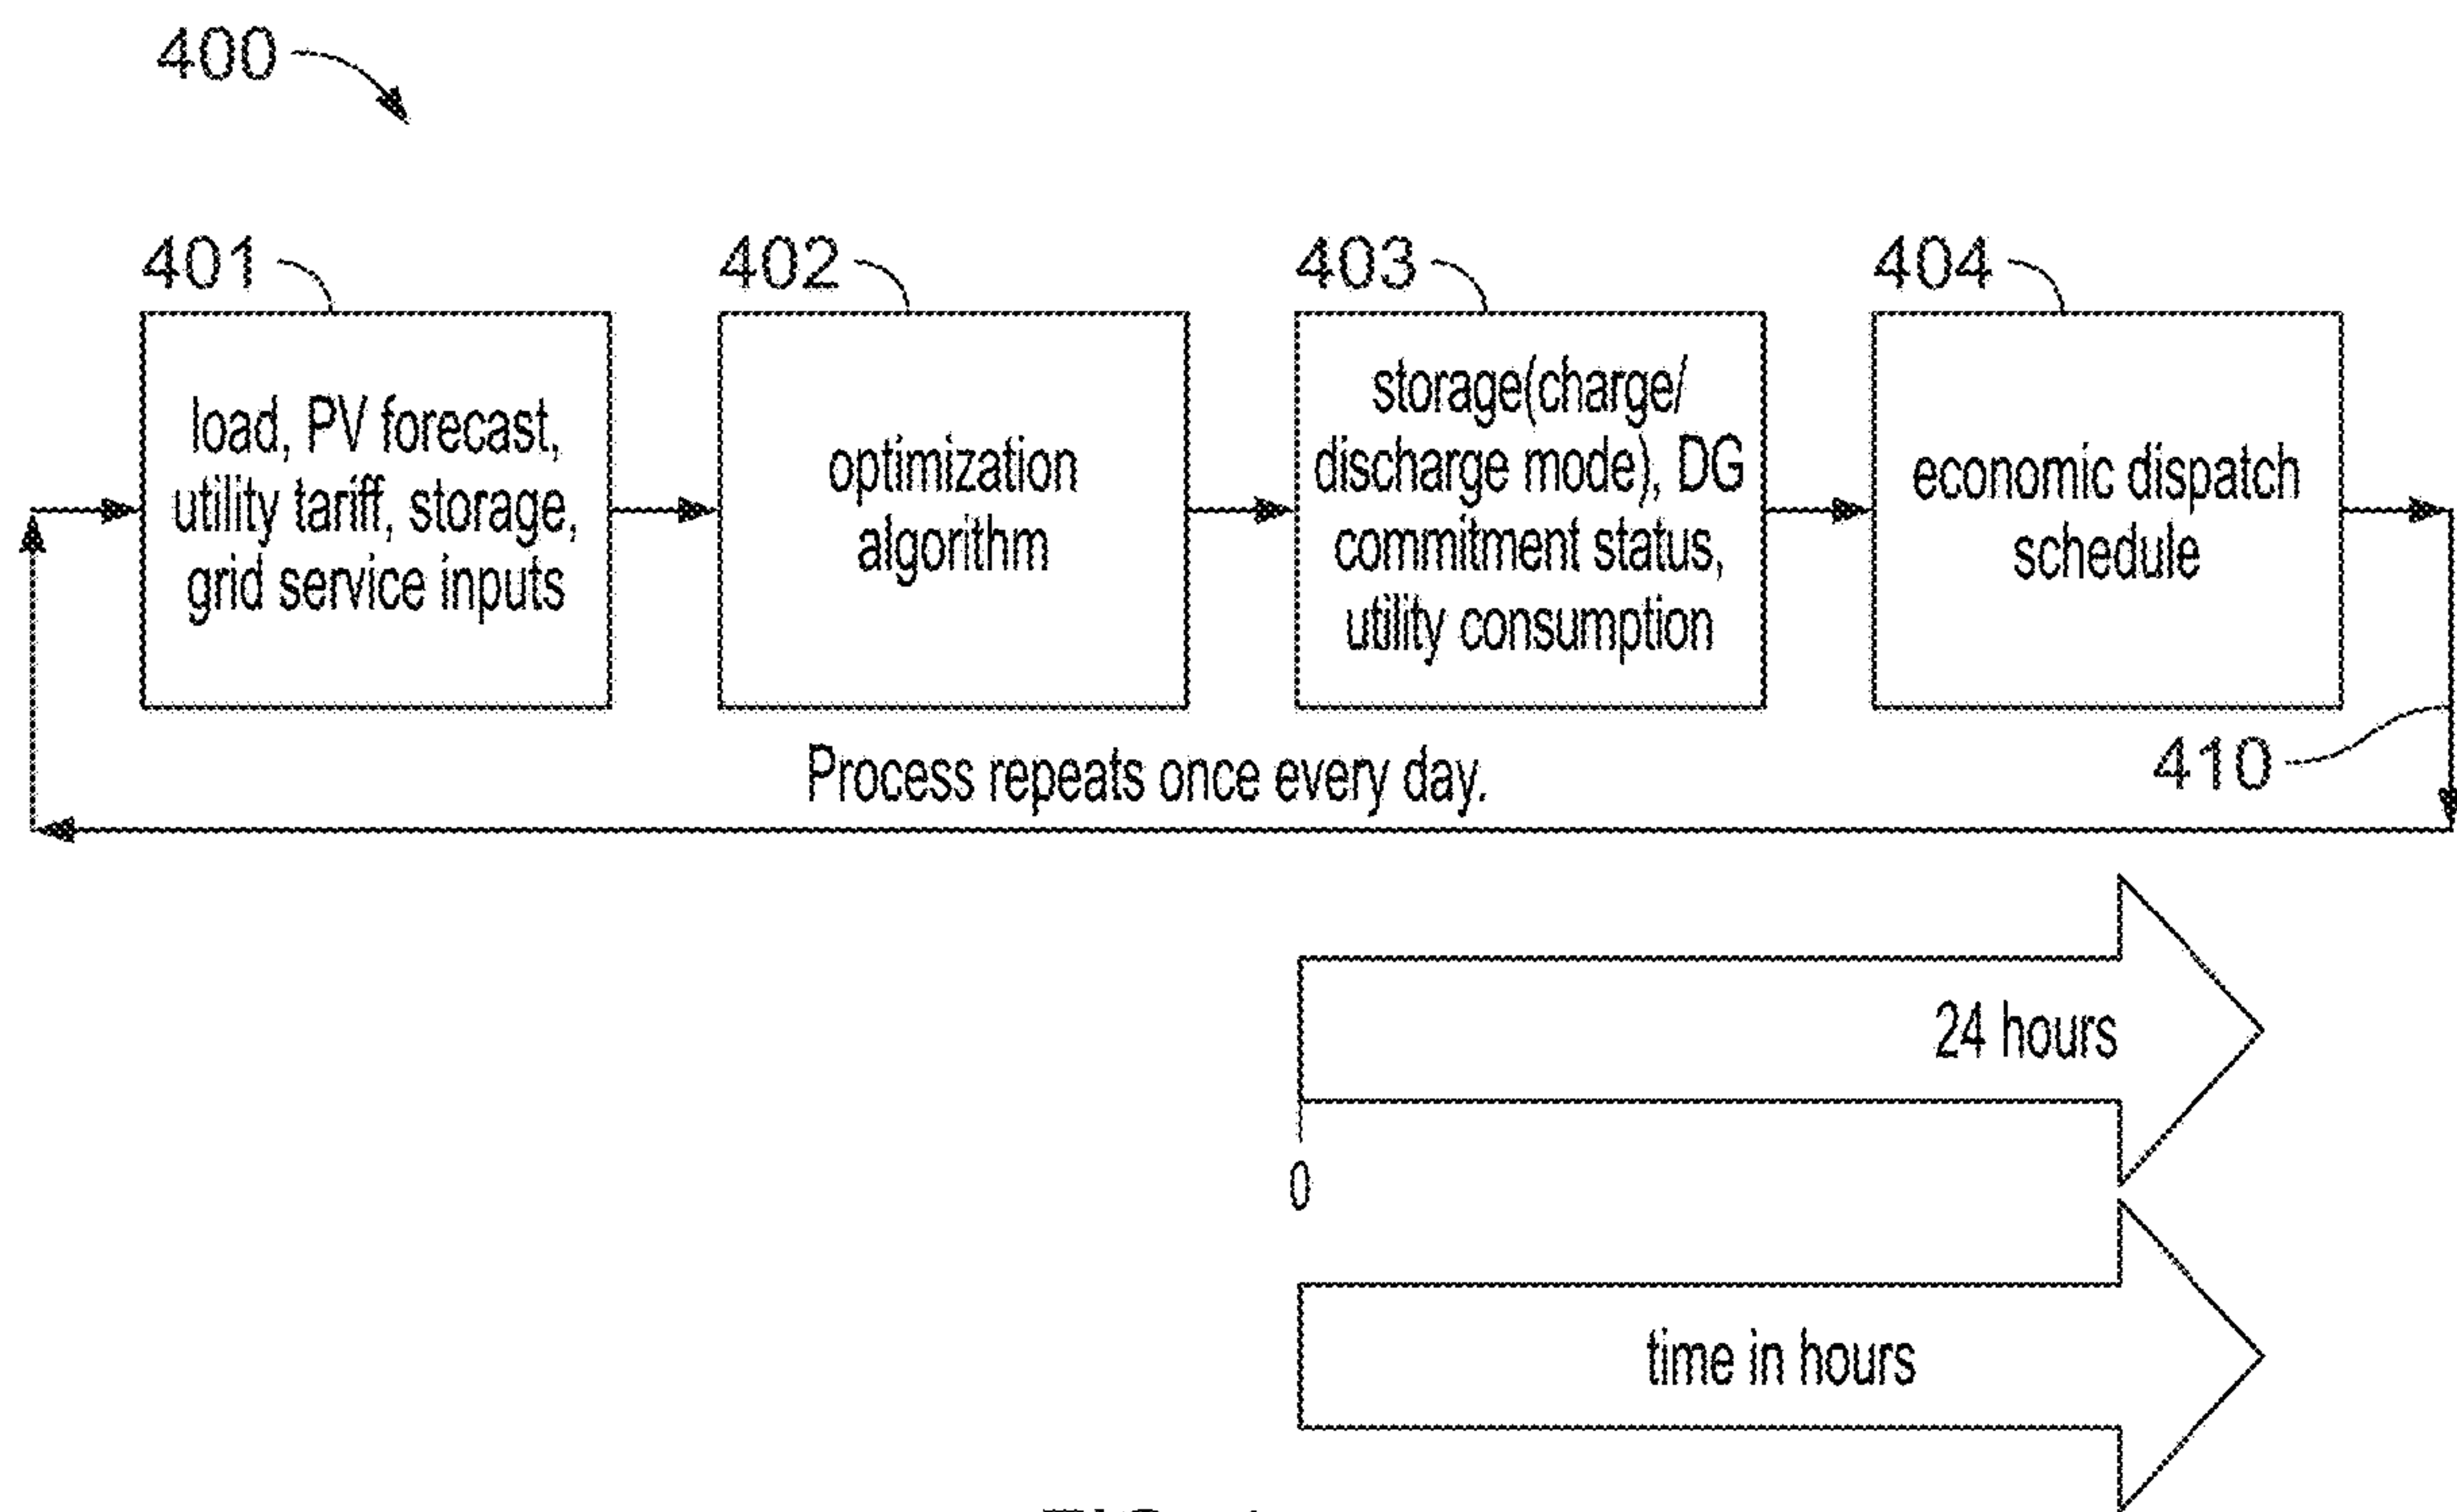 400
401
402
403
404
load, PV forecast,
utility tariff, storage,
grid service inputs
optimization
algorithm
storage(charge/
discharge mode), DG
commitment status,
utility consumption
economic dispatch
schedule
410
Process repeats once every day.
24 hours
0
time in hours